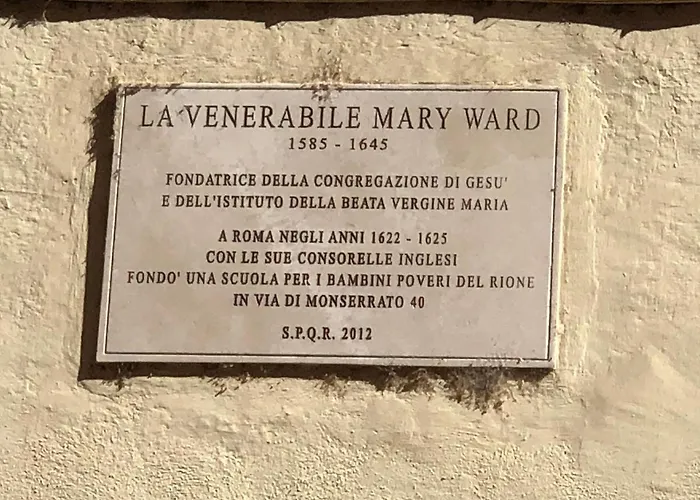 LA VENERABILE MARY WARD
1585 - 1645
FONDATRICE DELLA CONGREGAZIONE DI GESU'
E DELL'ISTITUTO DELLA BEATA VERGINE MARIA
A ROMA NEGLI ANNI 1622 - 1625
CON LE SUE CONSORELLE INGLESI
FONDO' UNA SCUOLA PER I BAMBINI POVERI DEL RIONE
IN VIA DI MONSERRATO 40
S.P.Q.R. 2012